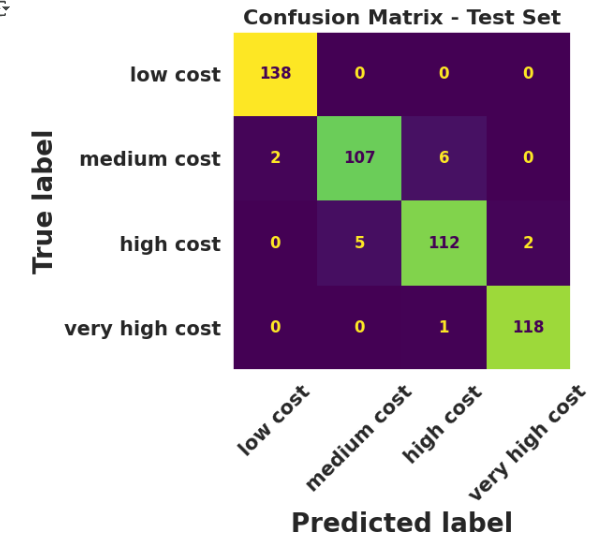 Confusion Matrix - Test Set
True label
low cost 138 0 0 0
medium cost 2 107 6 0
high cost 0 5 112 2
very high cost 0 0 1 118
low cost medium cost high cost very high cost
Predicted label